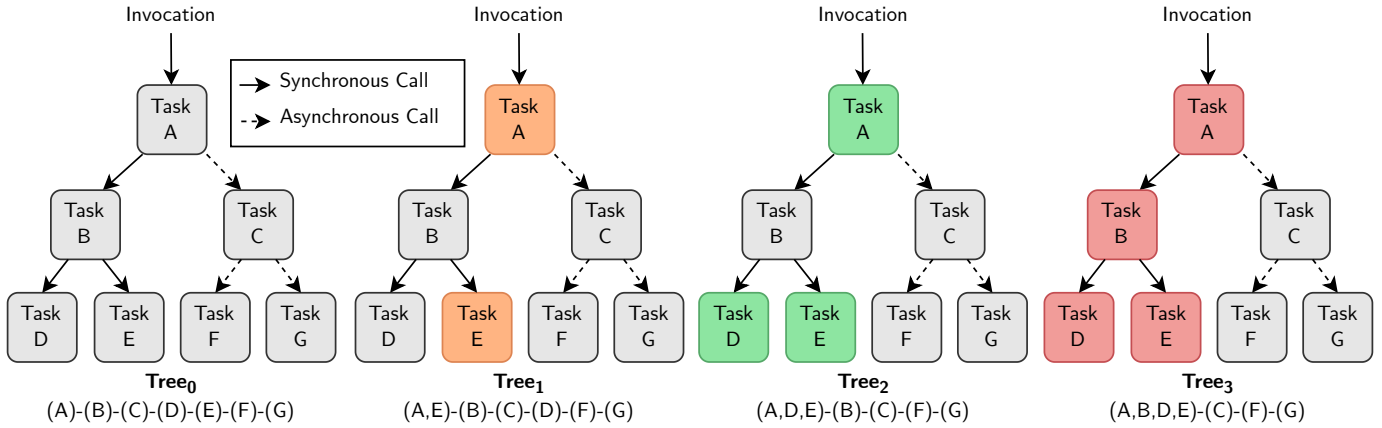 Invocation
Invocation
Invocation
Invocation
Synchronous Call
Asynchronous Call
Task
A
Task
A
Task
A
Task
A
Task
B
Task
C
Task
B
Task
C
Task
B
Task
C
Task
B
Task
C
Task
D
Task
E
Task
F
Task
G
Task
D
Task
E
Task
F
Task
G
Task
D
Task
E
Task
F
Task
G
Task
D
Task
E
Task
F
Task
G
Tree0
(A)-(B)-(C)-(D)-(E)-(F)-(G)
Tree1
(A,E)-(B)-(C)-(D)-(F)-(G)
Tree2
(A,D,E)-(B)-(C)-(F)-(G)
Tree3
(A,B,D,E)-(C)-(F)-(G)